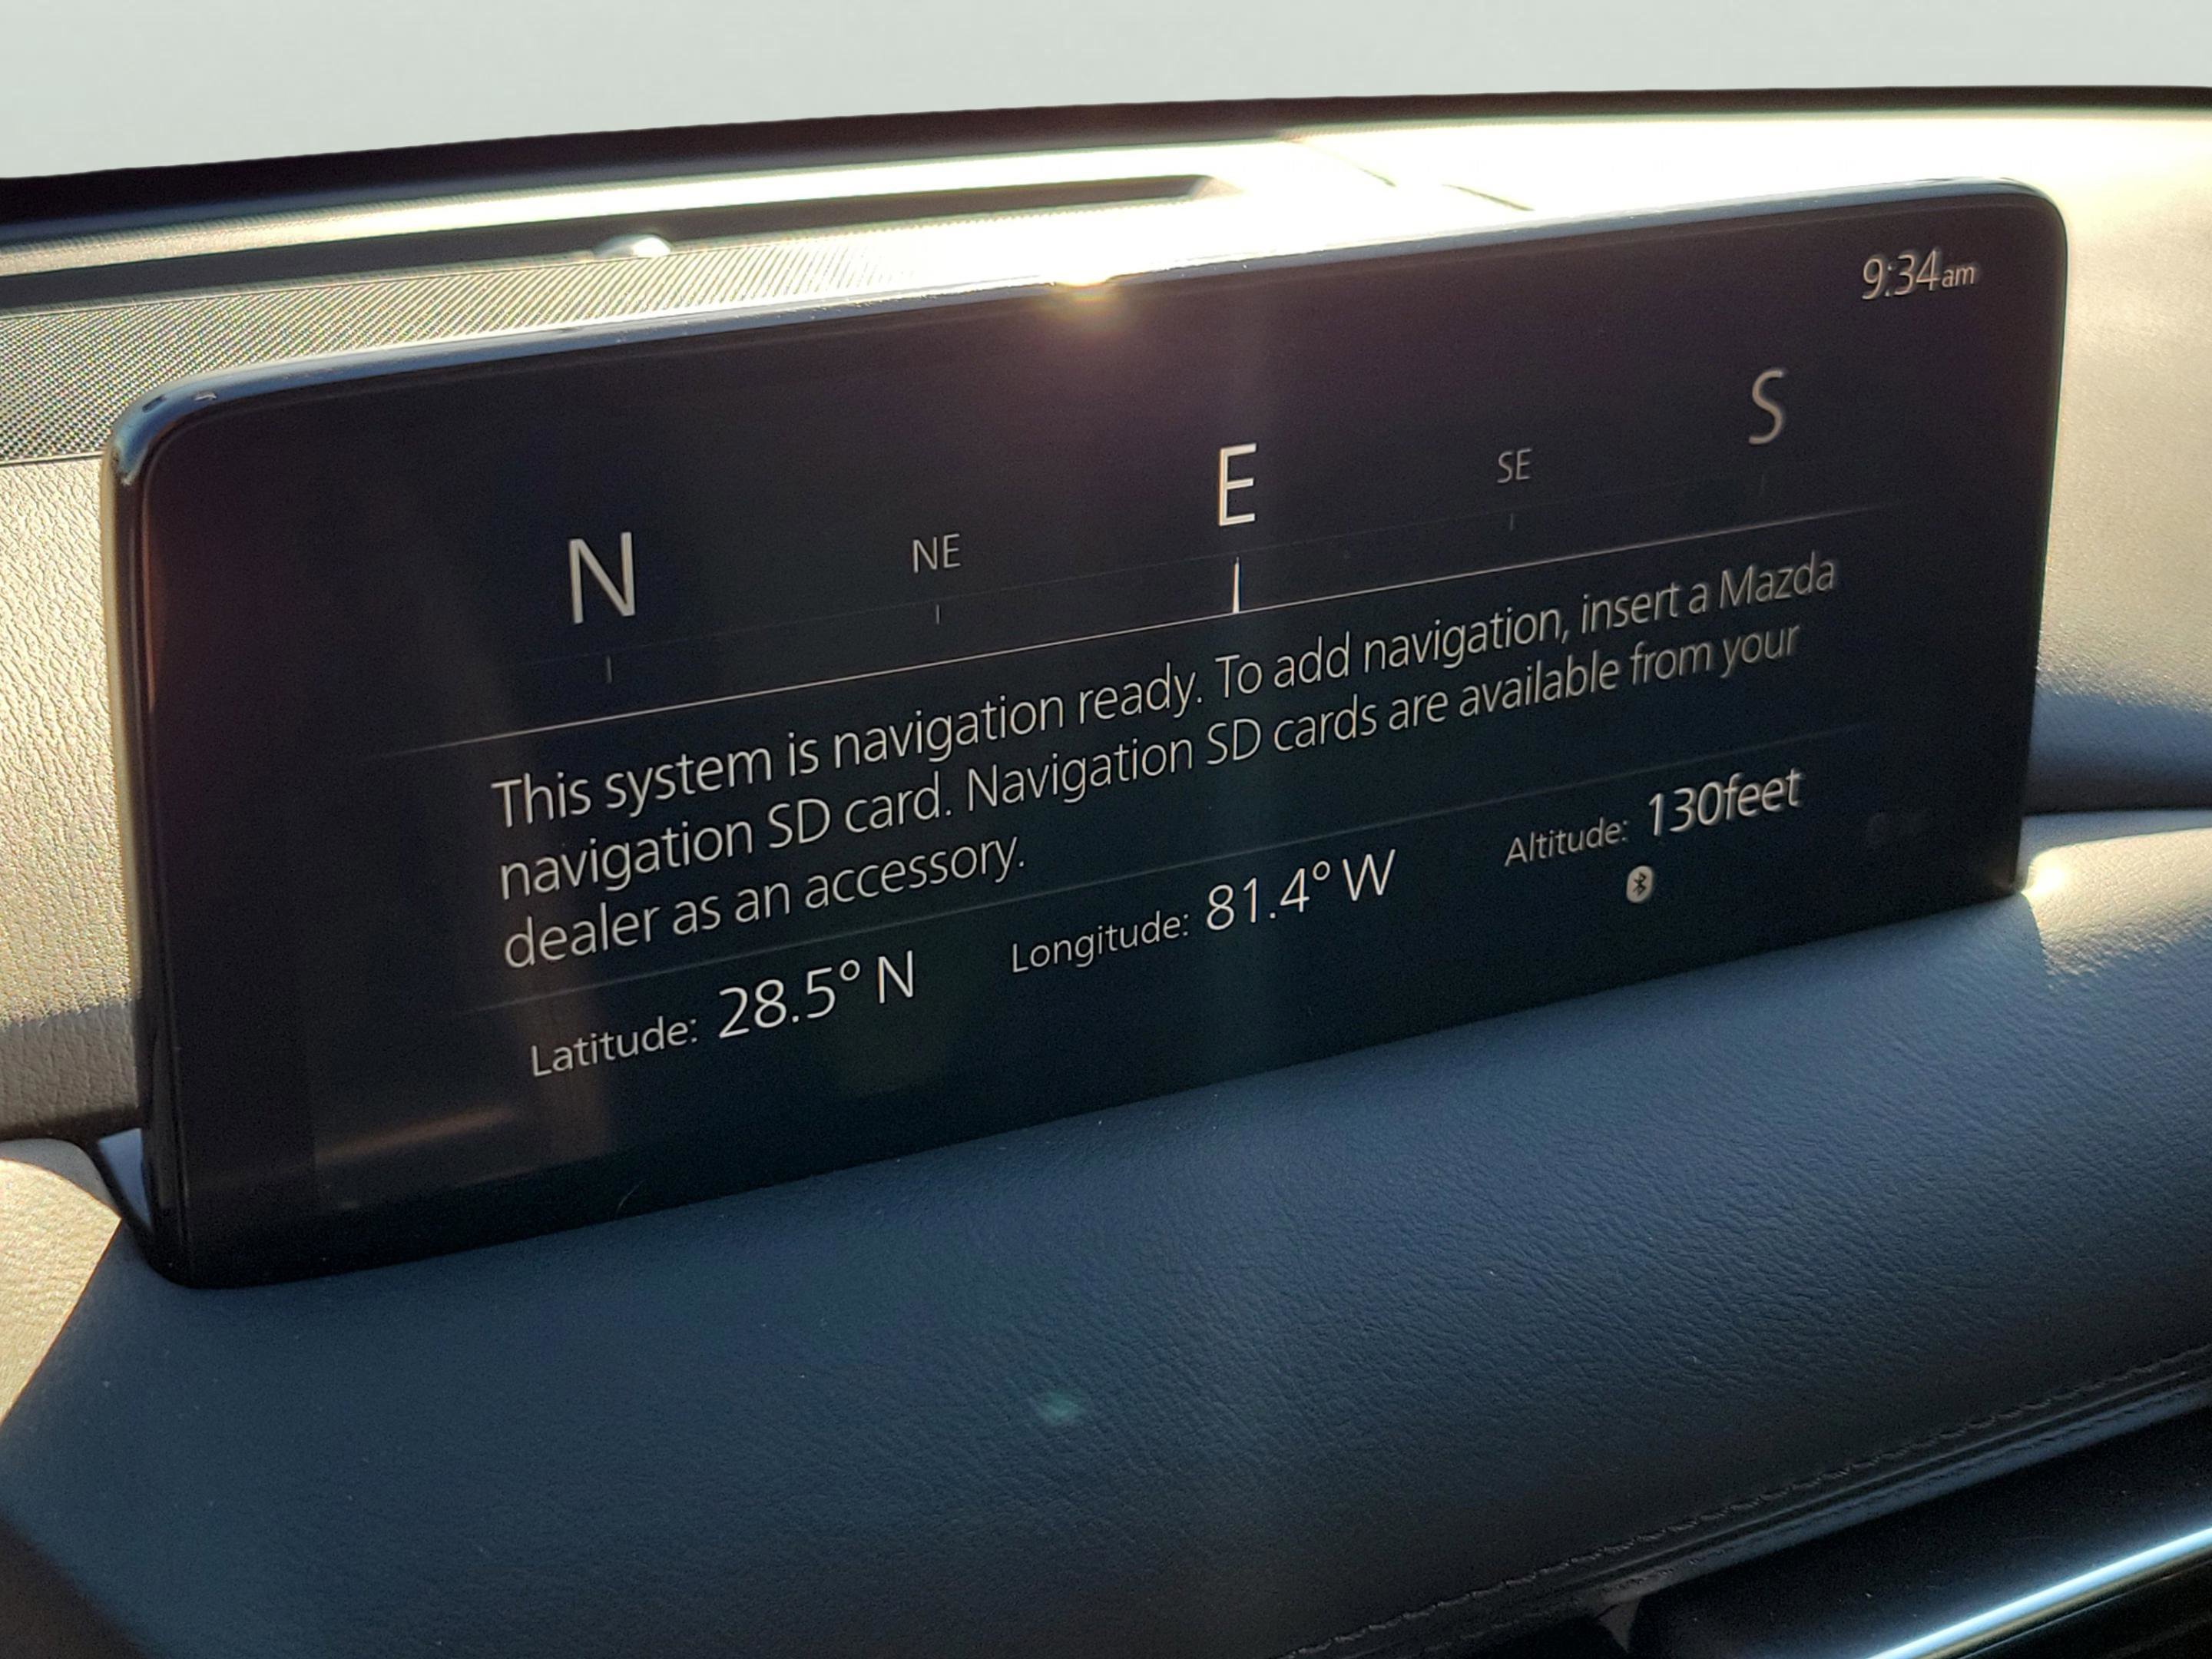 9:34am
N NE E SE S
This system is navigation ready. To add navigation, insert a Mazda
navigation SD card. Navigation SD cards are available from your
dealer as an accessory.
Latitude: 28.5° N Longitude: 81.4° W Altitude: 130feet